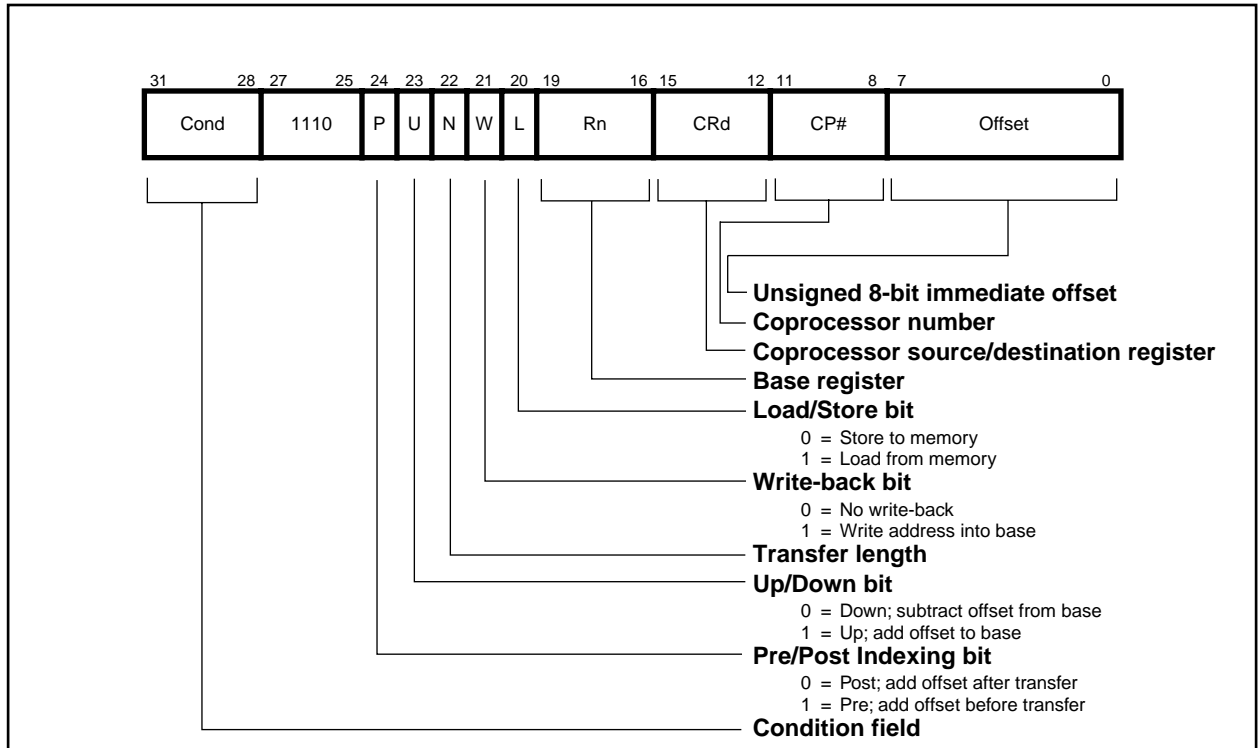 31 28 27 25 24 23 22 21 20 19 16 15 12 11 8 7 0
Cond 1110 P U N W L Rn CRd CP# Offset
Unsigned 8-bit immediate offset
Coprocessor number
Coprocessor source/destination register
Base register
Load/Store bit
0 = Store to memory
1 = Load from memory
Write-back bit
0 = No write-back
1 = Write address into base
Transfer length
Up/Down bit
0 = Down; subtract offset from base
1 = Up; add offset to base
Pre/Post Indexing bit
0 = Post; add offset after transfer
1 = Pre; add offset before transfer
Condition field